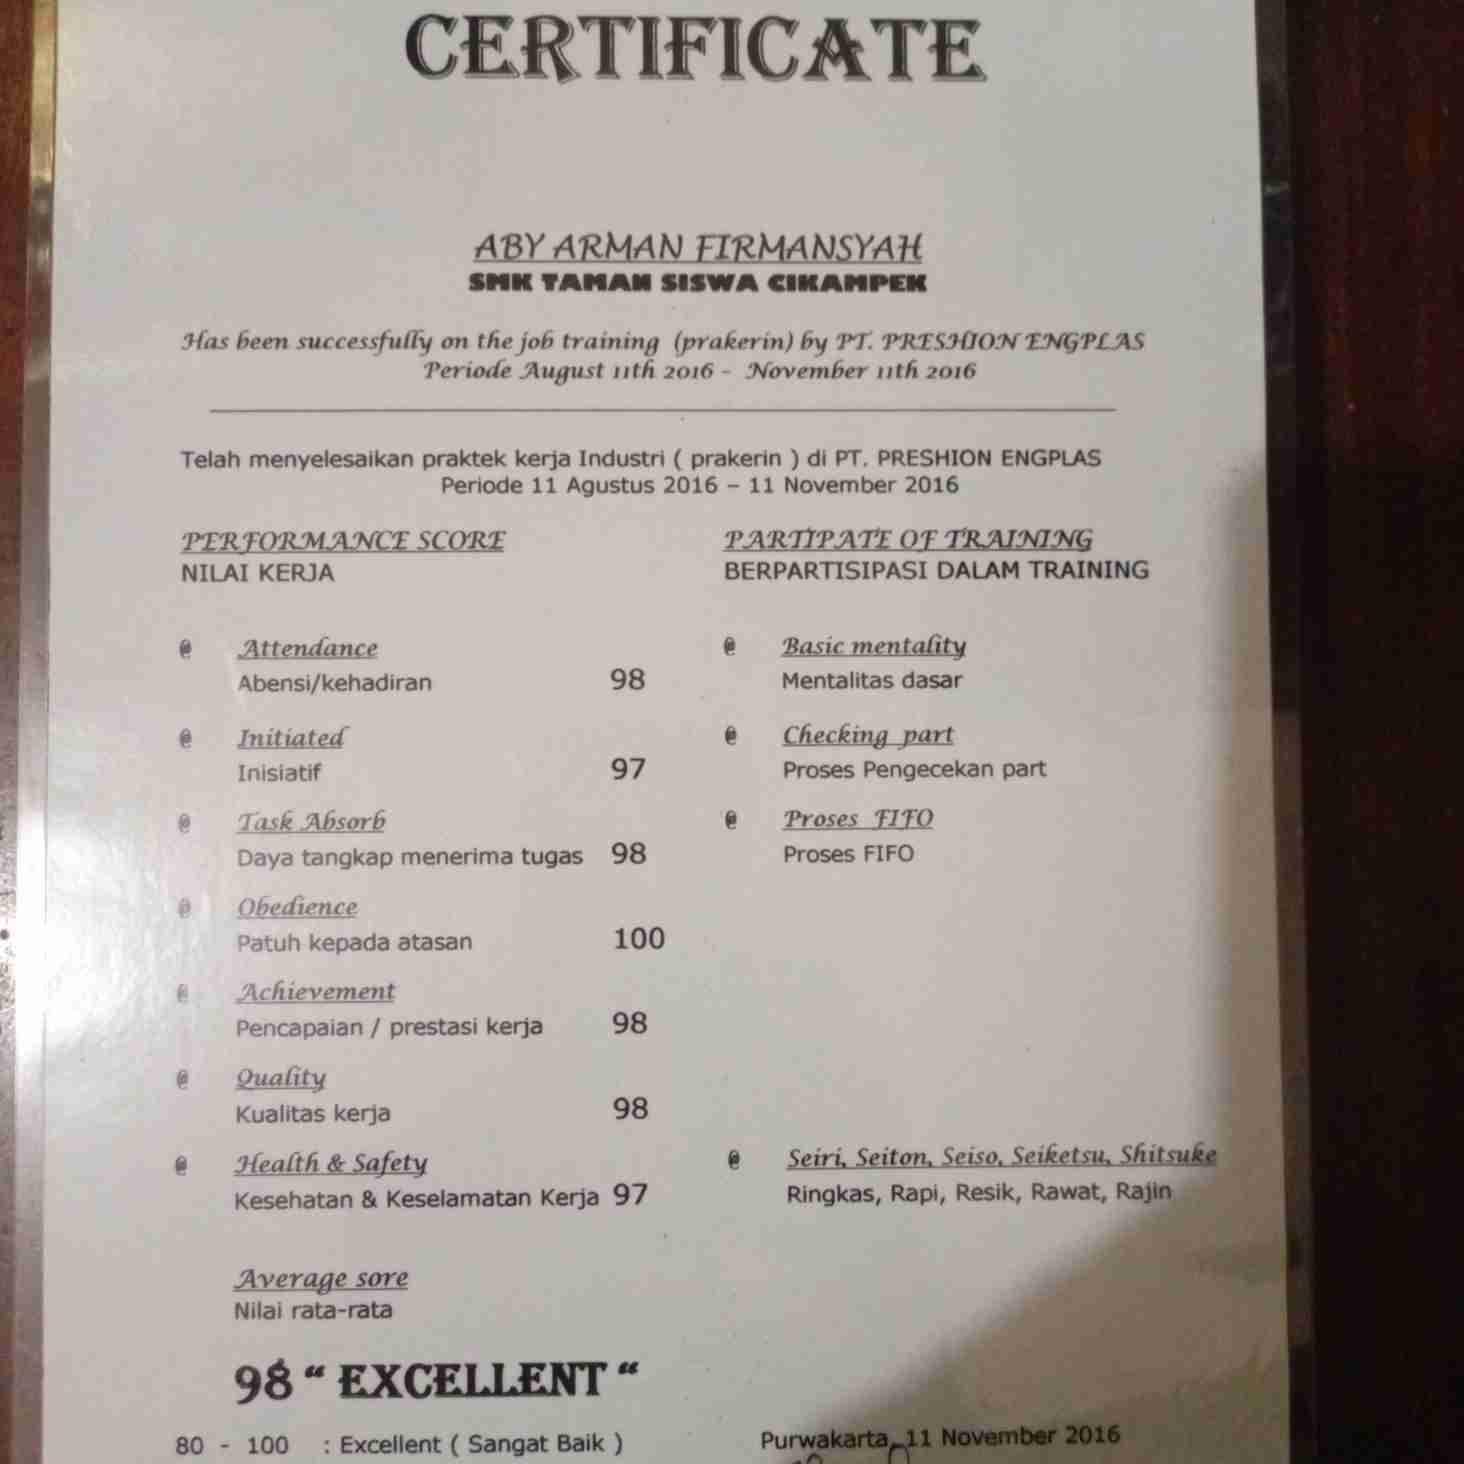 CERTIFICATE
ABY ARMAN FIRMANSYAH
SMK TAMAN SISWA CIKAMPEK
Has been successfully on the job training (prakerin) by PT. PRESHION ENGPLAS
Periode August 11th 2016 - November 11th 2016
Telah menyelesaikan praktek kerja Industri ( prakerin ) di PT. PRESHION ENGPLAS
Periode 11 Agustus 2016 – 11 November 2016
PERFORMANCE SCORE
NILAI KERJA
Attendance
Abensi/kehadiran 98
Initiated
Inisiatif 97
Task Absorb
Daya tangkap menerima tugas 98
Obedience
Patuh kepada atasan 100
Achievement
Pencapaian / prestasi kerja 98
Quality
Kualitas kerja 98
Health & Safety
Kesehatan & Keselamatan Kerja 97
PARTIPATE OF TRAINING
BERPARTISIPASI DALAM TRAINING
Basic mentality
Mentalitas dasar
Checking part
Proses Pengecekan part
Proses FIFO
Proses FIFO
Seiri, Seiton, Seiso, Seiketsu, Shitsuke
Ringkas, Rapi, Resik, Rawat, Rajin
Average sore
Nilai rata-rata
98 “ EXCELLENT “
80 - 100 : Excellent ( Sangat Baik )
Purwakarta, 11 November 2016